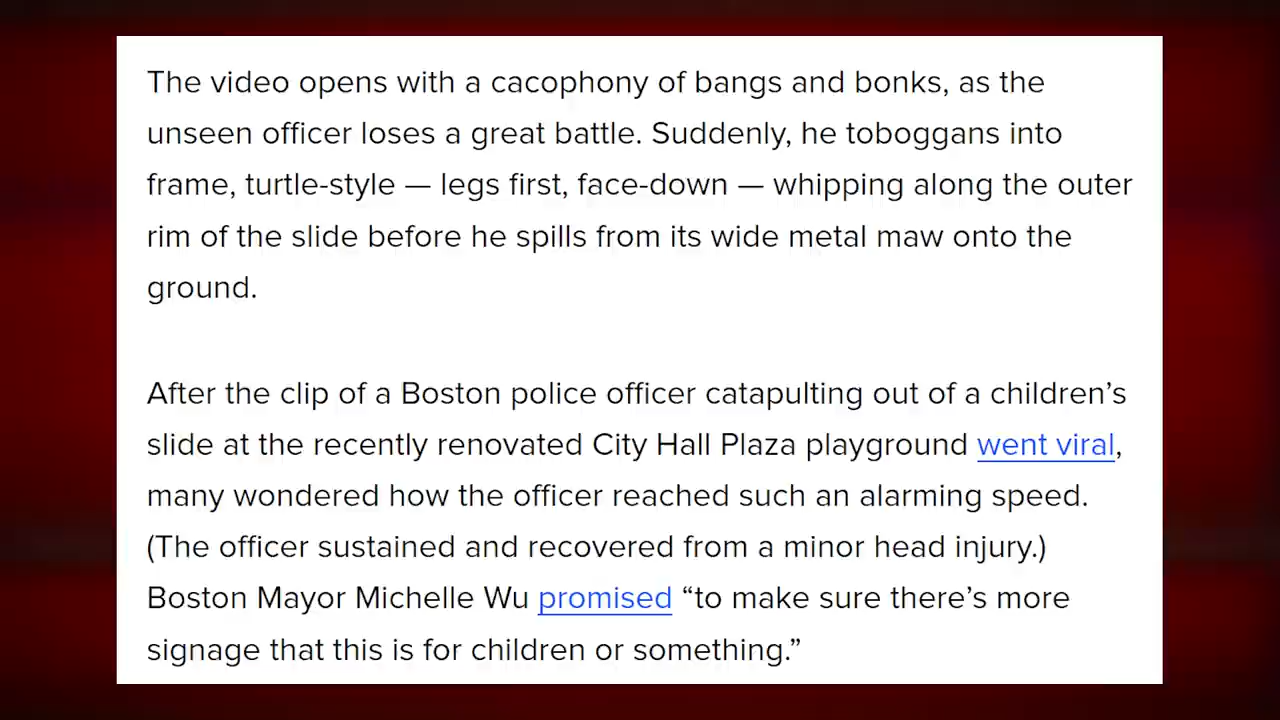 The video opens with a cacophony of bangs and bonks, as the
unseen officer loses a great battle. Suddenly, he toboggans into
frame, turtle-style — legs first, face-down — whipping along the outer
rim of the slide before he spills from its wide metal maw onto the
ground.
After the clip of a Boston police officer catapulting out of a children’s
slide at the recently renovated City Hall Plaza playground went viral,
many wondered how the officer reached such an alarming speed.
(The officer sustained and recovered from a minor head injury.)
Boston Mayor Michelle Wu promised “to make sure there’s more
signage that this is for children or something.”